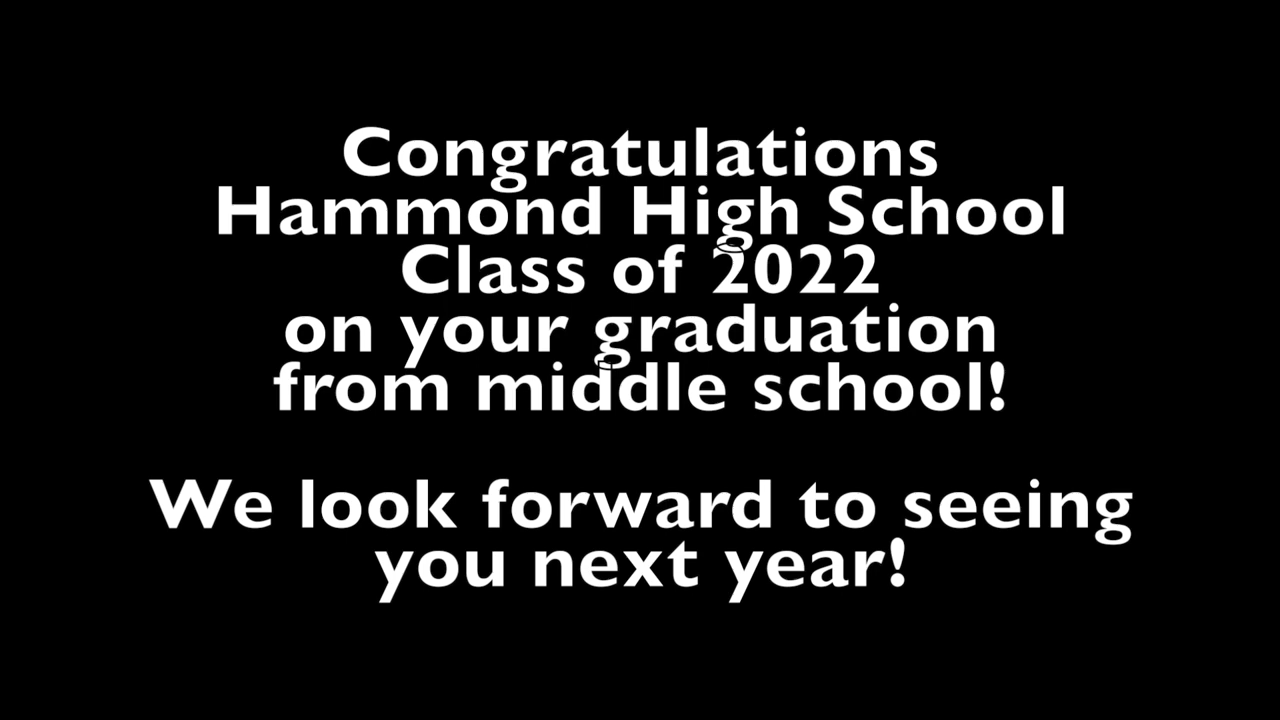 Congratulations
Hammond High School
Class of 2022
on your graduation
from middle school!
We look forward to seeing
you next year!